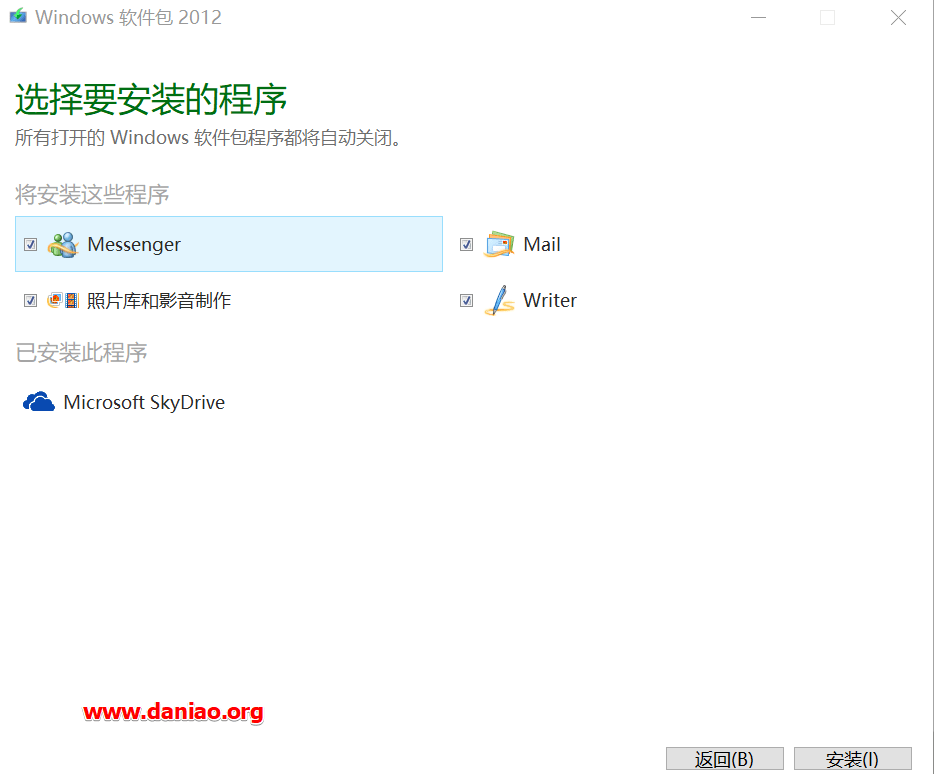 Windows 软件包 2012
选择要安装的程序
所有打开的 Windows 软件包程序都将自动关闭。
将安装这些程序
Messenger
Mail
照片库和影音制作
Writer
已安装此程序
Microsoft SkyDrive
www.daniao.org
返回(B)
安装(I)